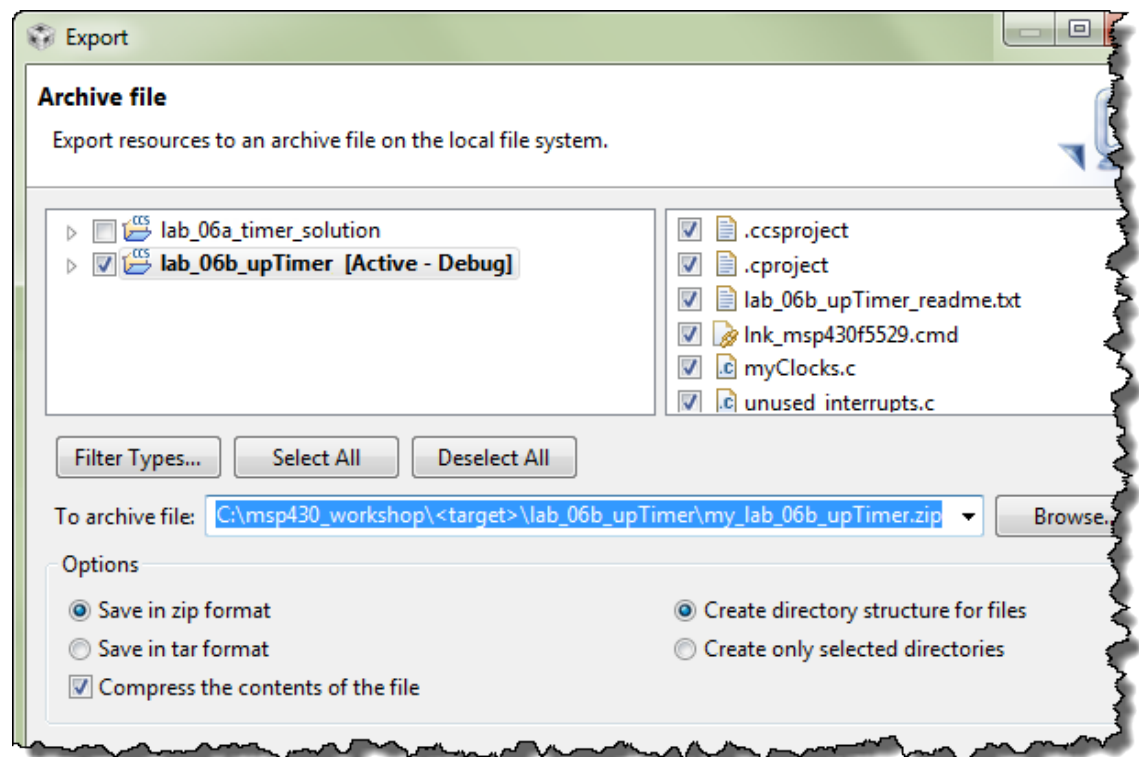 Export
Archive file
Export resources to an archive file on the local file system.
CCS lab_06a_timer_solution
CCS lab_06b_upTimer [Active - Debug]
.ccsproject
.cproject
lab_06b_upTimer_readme.txt
lnk_msp430f5529.cmd
.c myClocks.c
.c unused_interrupts.c
Filter Types...
Select All
Deselect All
To archive file:
C:\msp430_workshop\<target>\lab_06b_upTimer\my_lab_06b_upTimer.zip
Browse.
Options
Save in zip format
Create directory structure for files
Save in tar format
Create only selected directories
Compress the contents of the file